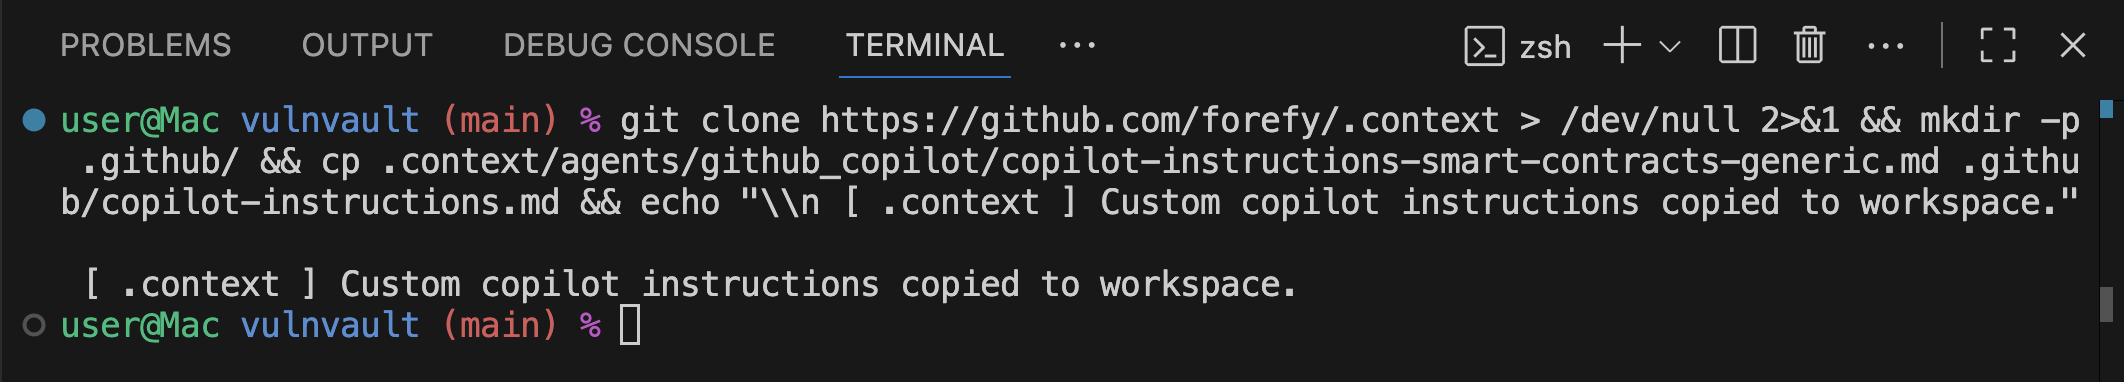 PROBLEMS OUTPUT DEBUG CONSOLE TERMINAL ··· zsh
user@Mac vulnvault (main) % git clone https://github.com/forefy/.context > /dev/null 2>&1 && mkdir -p
.github/ && cp .context/agents/github_copilot/copilot-instructions-smart-contracts-generic.md .githu
b/copilot-instructions.md && echo "\\n [ .context ] Custom copilot instructions copied to workspace."
[ .context ] Custom copilot instructions copied to workspace.
user@Mac vulnvault (main) %